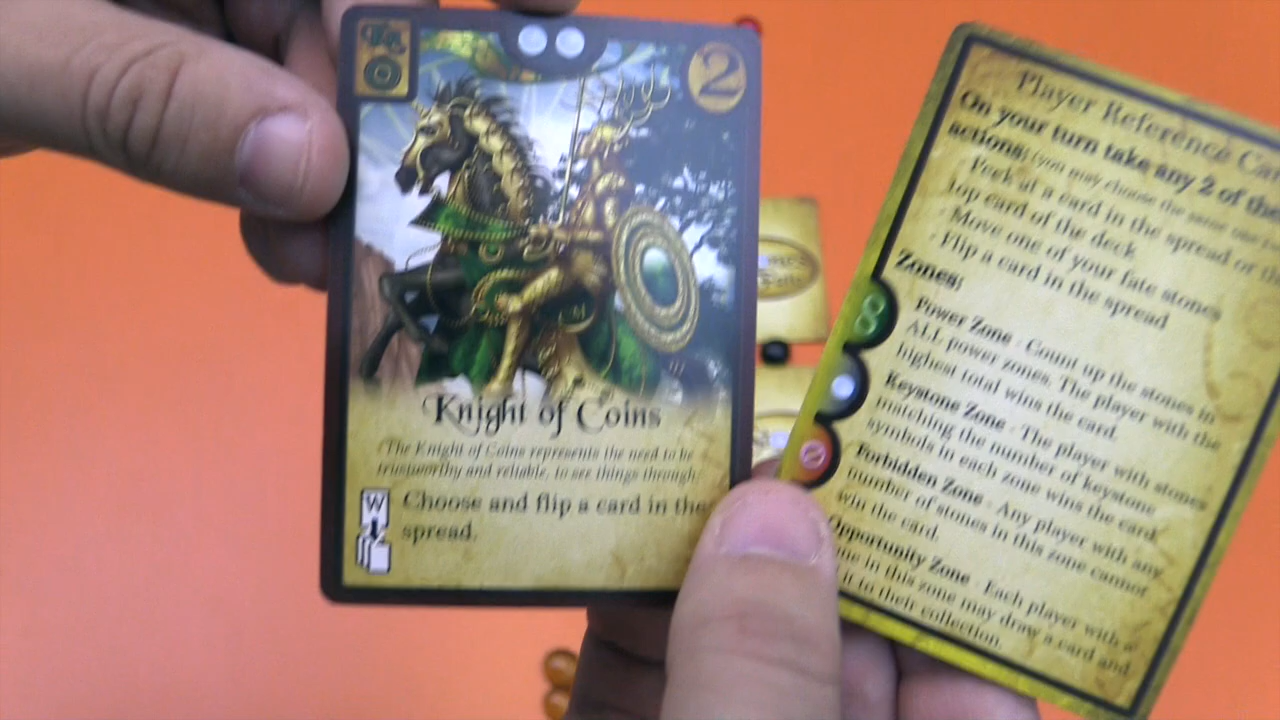 2
Knight of Coins
The Knight of Coins represents the need to be
trustworthy and reliable, to see things through.
W
Choose and flip a card in the
spread.
Player Reference
On your turn take any 2 of
actions: (you may choose the same
· Peek at a card in the spread or the
top card of the deck
· Move one of your fate stones
· Flip a card in the spread
Zones:
Power Zone - Count up the stones in
ALL power zones. The player with the
highest total wins the card.
Keystone Zone - The player with stones
matching the number of keystone
symbols in each zone wins the card.
Forbidden Zone - Any player with any
number of stones in this zone cannot
win the card.
Opportunity Zone - Each player with a
in this zone may draw a card and
it to their collection.